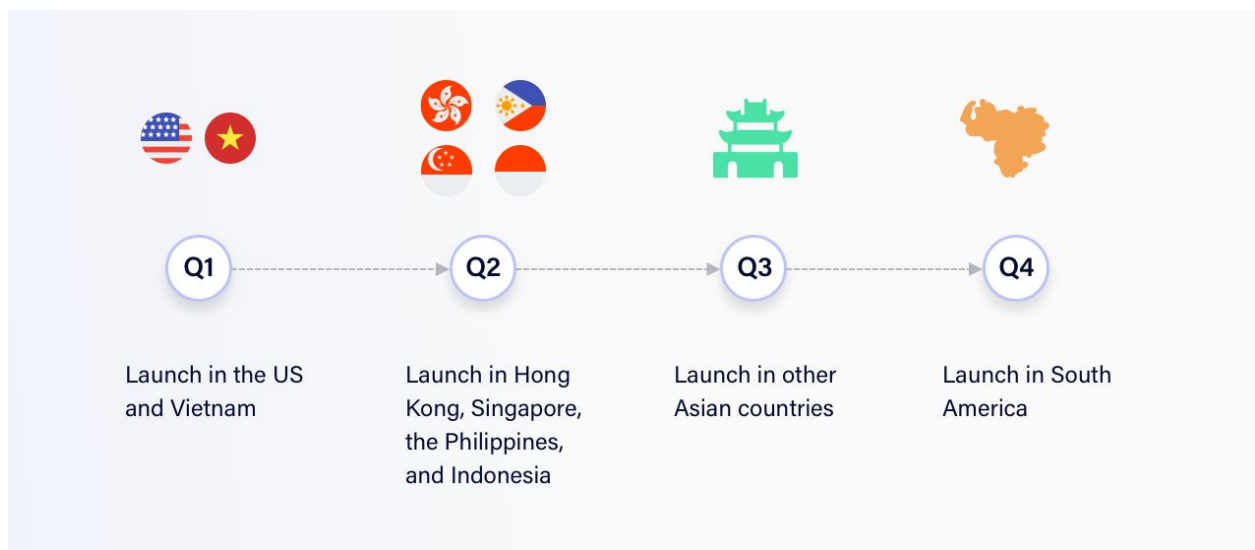 Q1
Q2
Q3
Q4
Launch in the US
and Vietnam
Launch in Hong
Kong, Singapore,
the Philippines,
and Indonesia
Launch in other
Asian countries
Launch in South
America